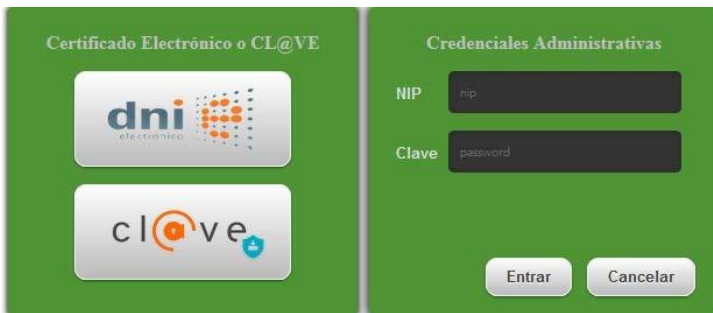 Certificado Electrónico o CL@VE
dni e
electrónico
cl@ve
Credenciales Administrativas
NIP
nip
Clave
password
Entrar
Cancelar